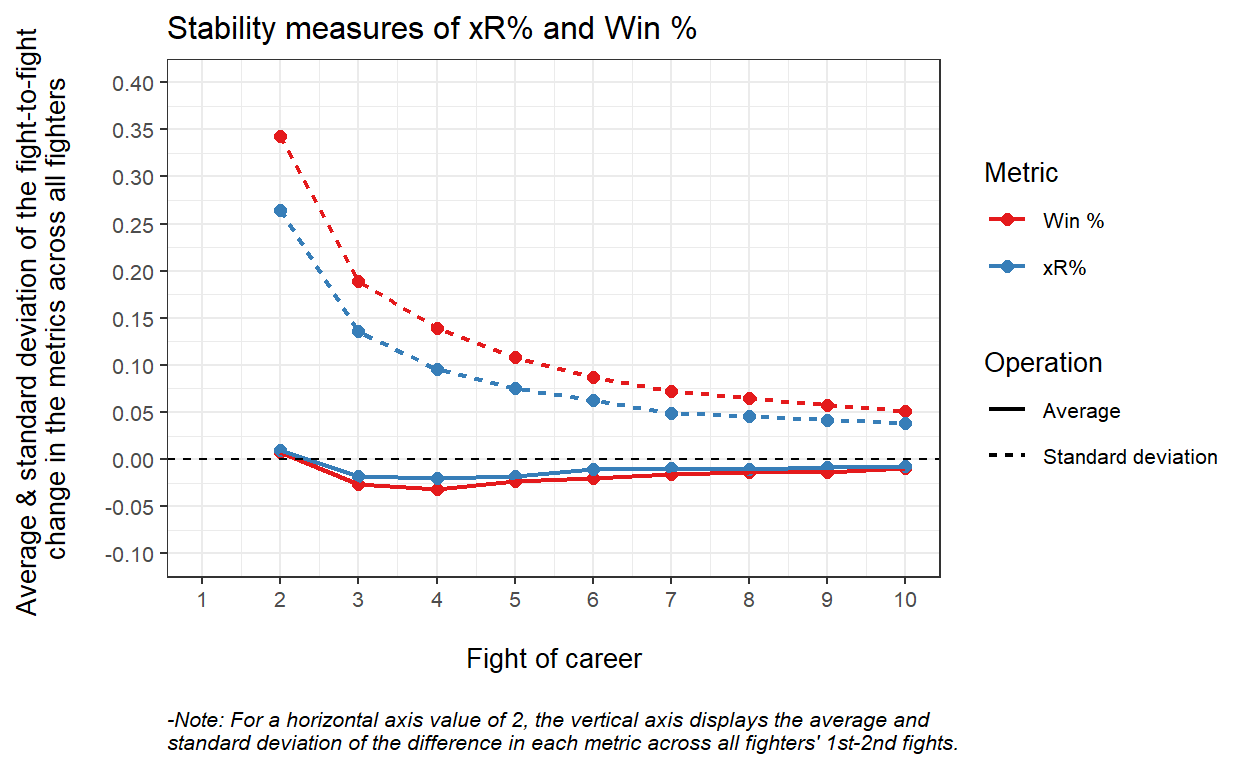 Stability measures of xR% and Win %
Average & standard deviation of the fight-to-fight
change in the metrics across all fighters
0.40
0.35
0.30
0.25
0.20
0.15
0.10
0.05
0.00
-0.05
-0.10
1 2 3 4 5 6 7 8 9 10
Fight of career
Metric
Win %
xR%
Operation
Average
Standard deviation
-Note: For a horizontal axis value of 2, the vertical axis displays the average and
standard deviation of the difference in each metric across all fighters' 1st-2nd fights.